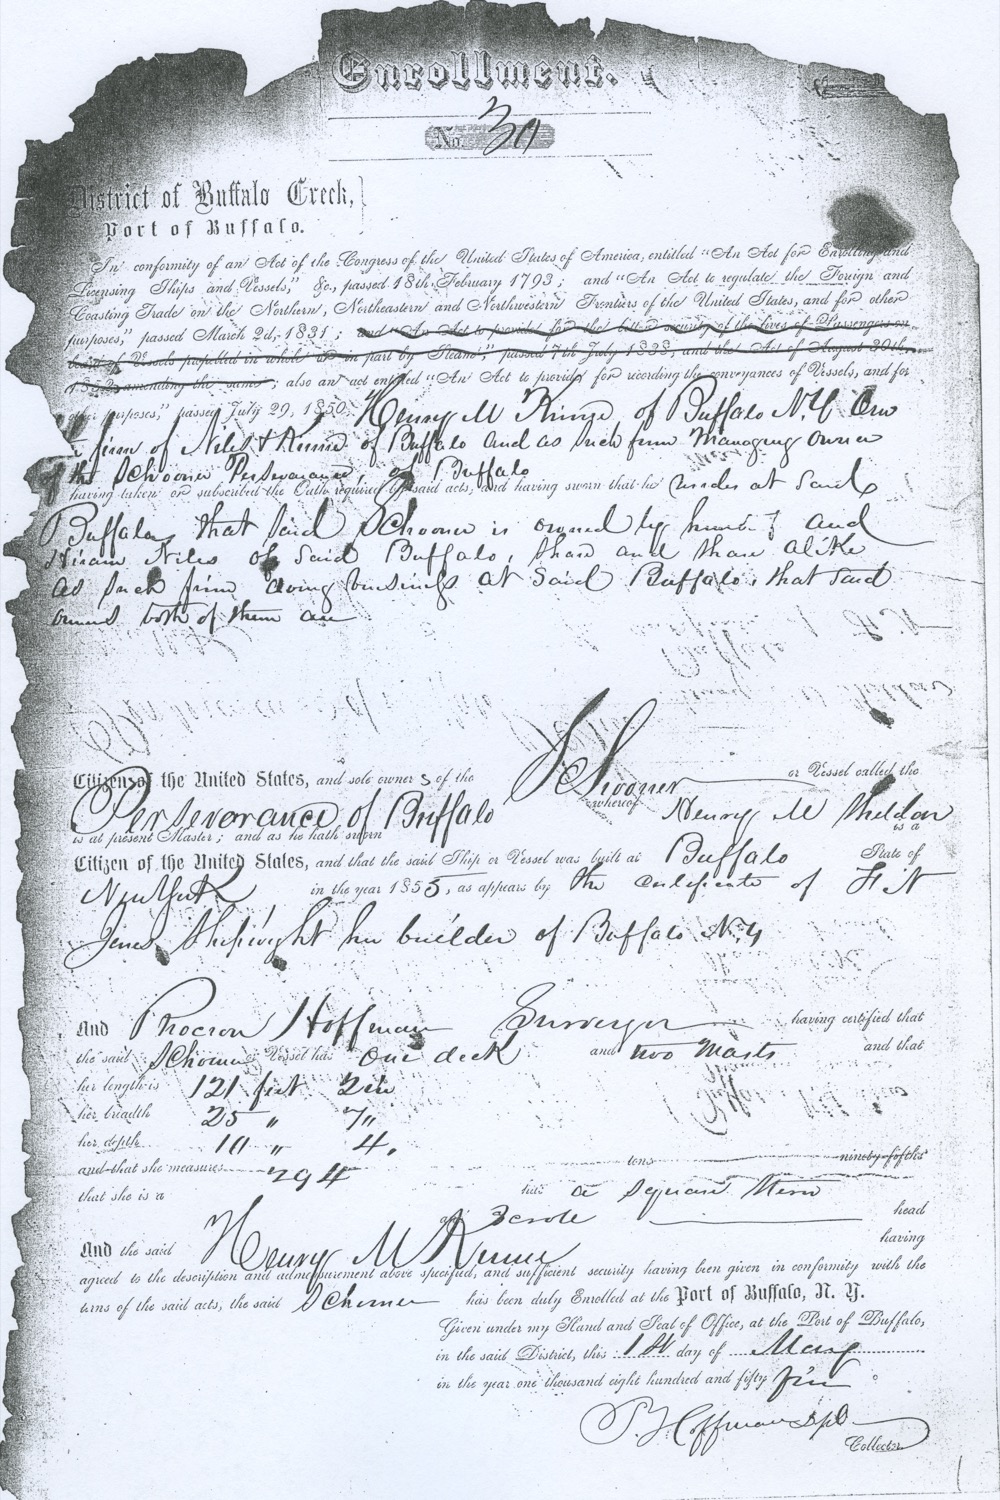 Enrollment.
No. 39
District of Buffalo Creek,
Port of Buffalo.
In conformity of an Act of the Congress of the United States of America, entitled "An Act for Enrolling and
Licensing Ships and Vessels," &c., passed 18th February 1793; and "An Act to regulate the Foreign and
Coasting Trade on the Northern, Northeastern and Northwestern Frontiers of the United States, and for other
purposes," passed March 2d, 1831; and "An Act to provide for the better security of the lives of Passengers on
board of Vessels propelled in whole or in part by Steam," passed 7th July 1838, and the Act of August 30th,
1852 amending the same; also an act entitled "An Act to provide for recording the conveyances of Vessels, and for
other purposes," passed July 29, 1850. Henry M Kinne of Buffalo N.Y. One
firm of Niles & Kinne of Buffalo and as such firm Managing owner
of the Schooner Perseverance, of Buffalo
having taken or subscribed the Oath required by said acts, and having sworn that he resides at said
Buffalo, that said Schooner is owned by him and
Hiram Niles of said Buffalo, share and share alike
as such firm doing business at said Buffalo, that said
owners both of them are
Citizens of the United States, and sole owners of the Schooner or Vessel called the
Perseverance of Buffalo whereof Henry M Sheldon
is at present Master; and as he hath sworn is a
Citizen of the United States, and that the said Ship or Vessel was built at Buffalo State of
New York in the year 1855, as appears by the certificate of
Jones Shipwright her builder of Buffalo N.Y
And Phocion Hoffman Surveyor having certified that
the said Schooner Vessel has one deck and two Masts and that
her length is 121 feet 2 in
her breadth 25 " 7 "
her depth 10 " 4.
and that she measures 294 tons ninety-fifths
that she is a has a square stern
Scrole head
And the said Henry M Kinne having
agreed to the description and admeasurement above specified, and sufficient security having been given in conformity with the
terms of the said acts, the said Schooner has been duly Enrolled at the Port of Buffalo, N. Y.
Given under my Hand and Seal of Office, at the Port of Buffalo,
in the said District, this 1st day of May
in the year one thousand eight hundred and fifty five
P. Hoffman
Collector.